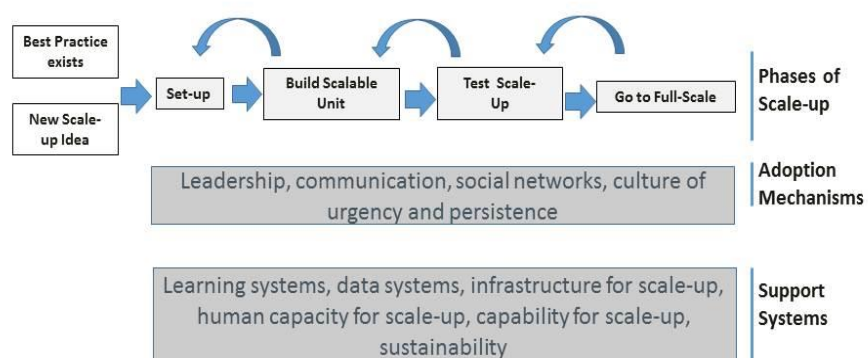 Best Practice
exists
New Scale-
up Idea
Set-up
Build Scalable
Unit
Test Scale-
Up
Go to Full-Scale
Phases of
Scale-up
Leadership, communication, social networks, culture of
urgency and persistence
Adoption
Mechanisms
Learning systems, data systems, infrastructure for scale-up,
human capacity for scale-up, capability for scale-up,
sustainability
Support
Systems